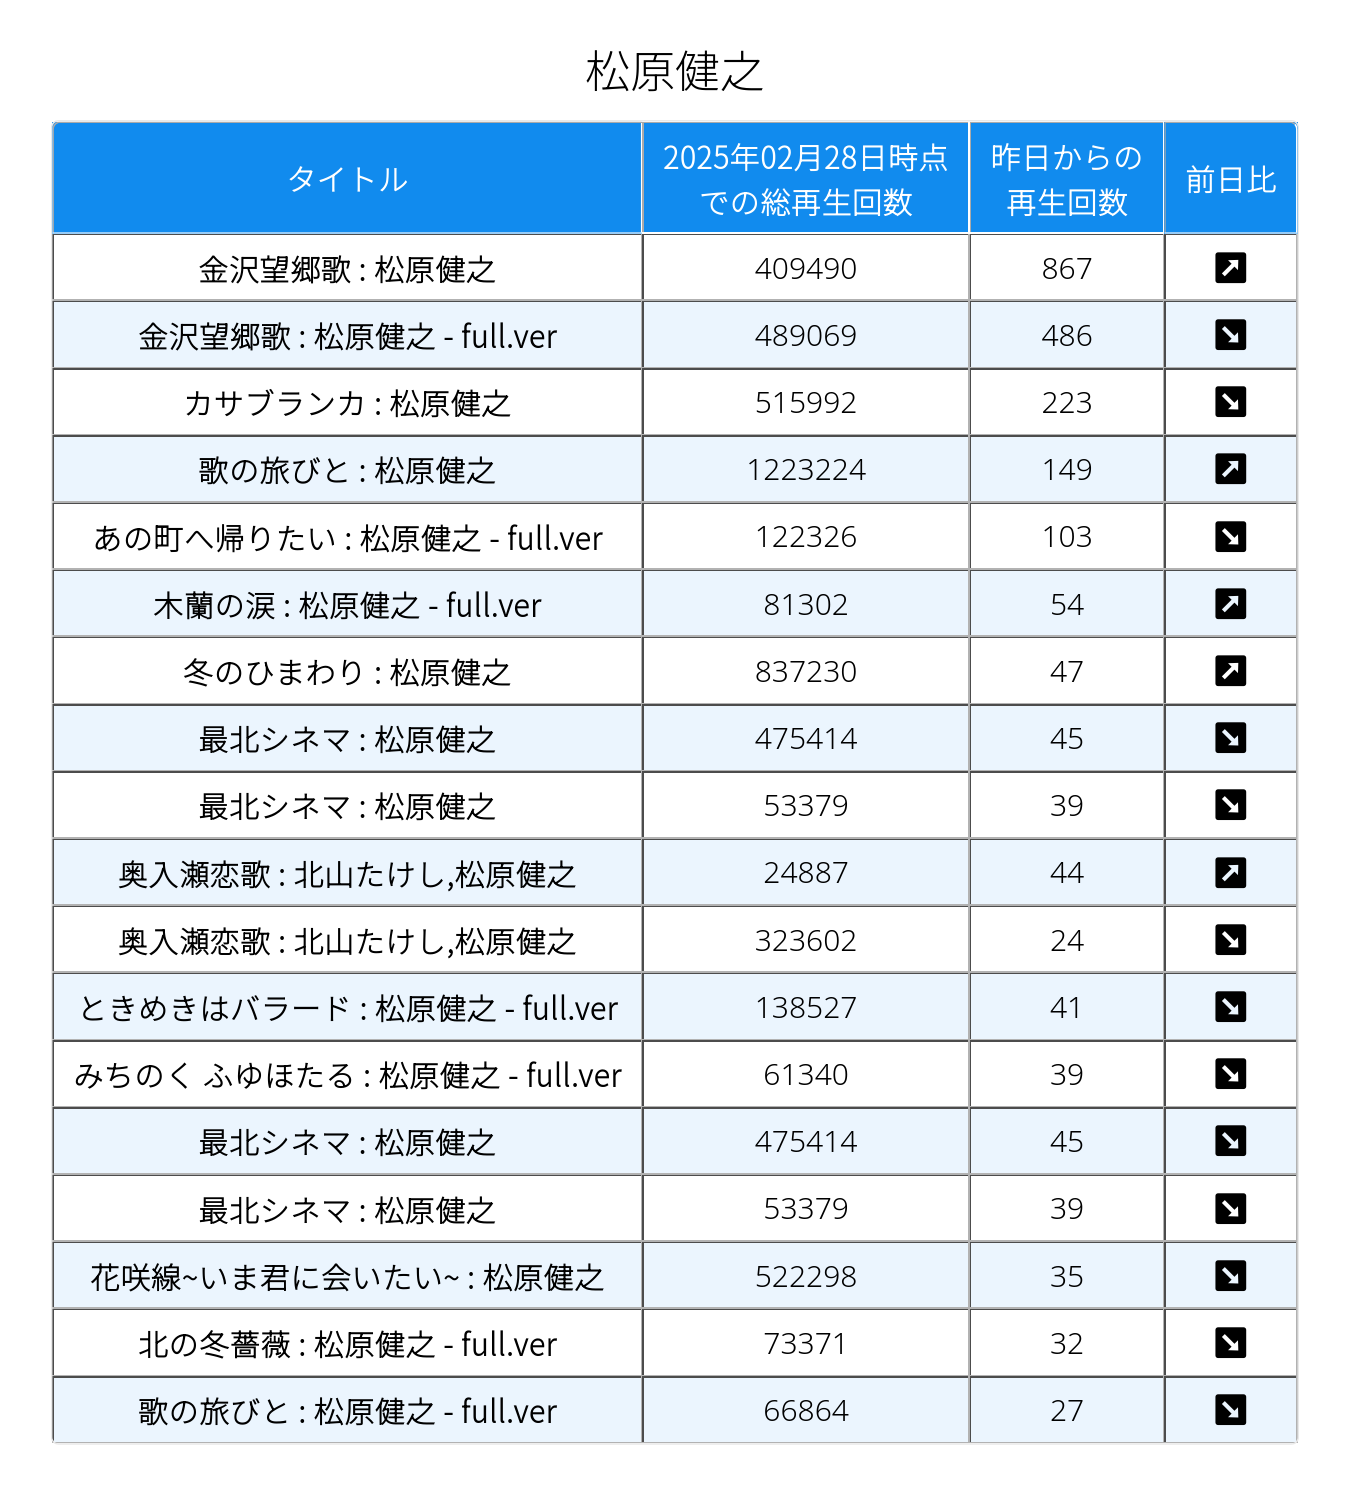 松原健之
タイトル 2025年02月28日時点での総再生回数 昨日からの再生回数 前日比
金沢望郷歌 : 松原健之 409490 867 ↗
金沢望郷歌 : 松原健之 - full.ver 489069 486 ↘
カサブランカ : 松原健之 515992 223 ↘
歌の旅びと : 松原健之 1223224 149 ↗
あの町へ帰りたい : 松原健之 - full.ver 122326 103 ↘
木蘭の涙 : 松原健之 - full.ver 81302 54 ↗
冬のひまわり : 松原健之 837230 47 ↗
最北シネマ : 松原健之 475414 45 ↘
最北シネマ : 松原健之 53379 39 ↘
奥入瀬恋歌 : 北山たけし,松原健之 24887 44 ↗
奥入瀬恋歌 : 北山たけし,松原健之 323602 24 ↘
ときめきはバラード : 松原健之 - full.ver 138527 41 ↘
みちのく ふゆほたる : 松原健之 - full.ver 61340 39 ↘
最北シネマ : 松原健之 475414 45 ↘
最北シネマ : 松原健之 53379 39 ↘
花咲線~いま君に会いたい~ : 松原健之 522298 35 ↘
北の冬薔薇 : 松原健之 - full.ver 73371 32 ↘
歌の旅びと : 松原健之 - full.ver 66864 27 ↘